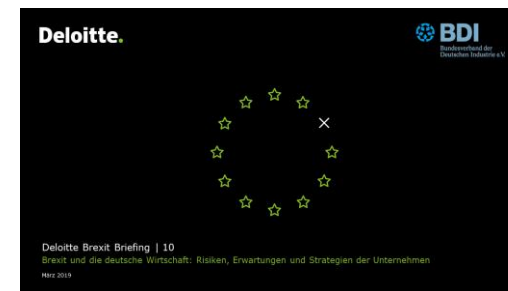 Deloitte.
BDI
Bundesverband der
Deutschen Industrie e.V.
Deloitte Brexit Briefing | 10
Brexit und die deutsche Wirtschaft: Risiken, Erwartungen und Strategien der Unternehmen
März 2019